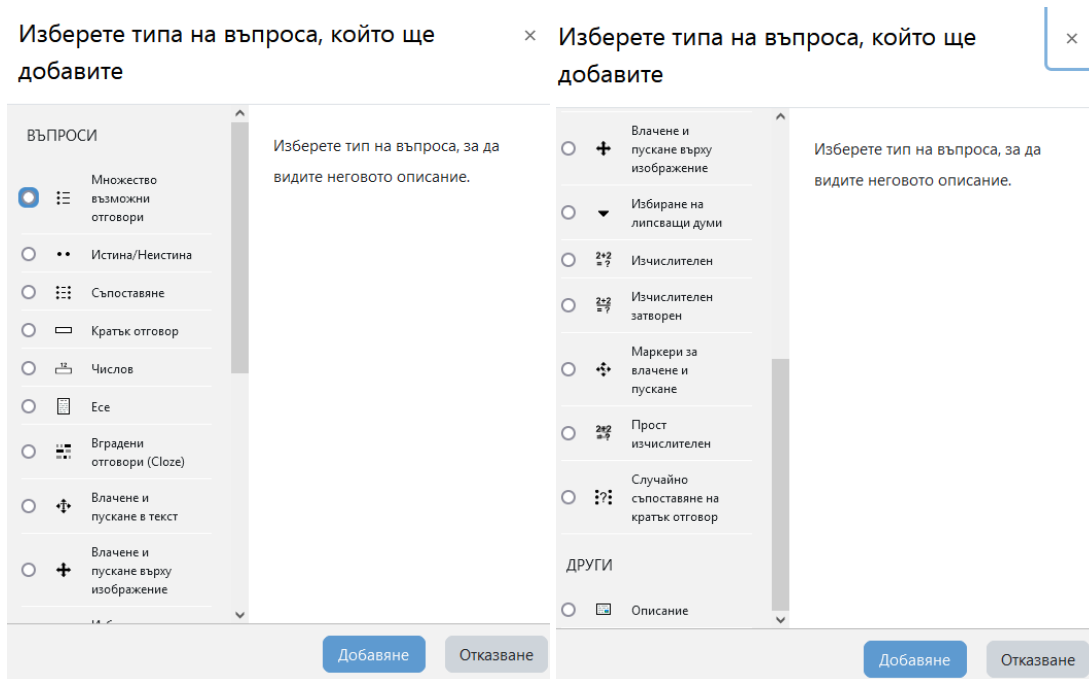 Изберете типа на въпроса, който ще
добавите
×
ВЪПРОСИ
Множество
възможни
отговори
Истина/Неистина
Съпоставяне
Кратък отговор
12
Числов
Есе
Вградени
отговори (Cloze)
Влачене и
пускане в текст
Влачене и
пускане върху
изображение
Изберете тип на въпроса, за да
видите неговото описание.
Добавяне
Отказване
Изберете типа на въпроса, който ще
добавите
×
Влачене и
пускане върху
изображение
Избиране на
липсващи думи
2+2
= ?
Изчислителен
2+2
= ?
Изчислителен
затворен
Маркери за
влачене и
пускане
2+2
= ?
Прост
изчислителен
?
Случайно
съпоставяне на
кратък отговор
ДРУГИ
Описание
Изберете тип на въпроса, за да
видите неговото описание.
Добавяне
Отказване